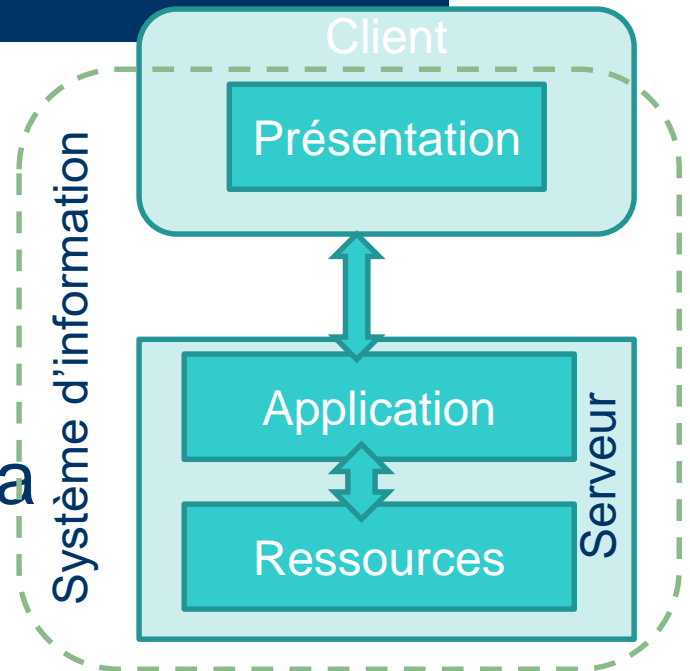 Client
Présentation
Système d'information
Application
Serveur
a
Ressources